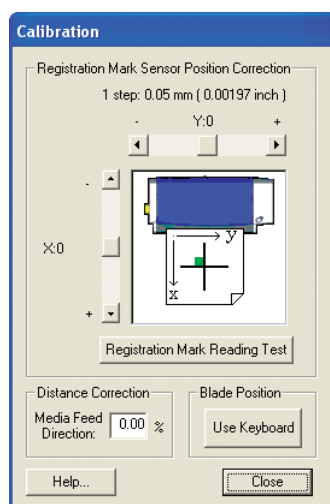 Calibration
Registration Mark Sensor Position Correction
1 step: 0.05 mm ( 0.00197 inch )
- Y:0 +
-
X:0
+
y
x
Registration Mark Reading Test
Distance Correction
Media Feed Direction: 0.00 %
Blade Position
Use Keyboard
Help...
Close